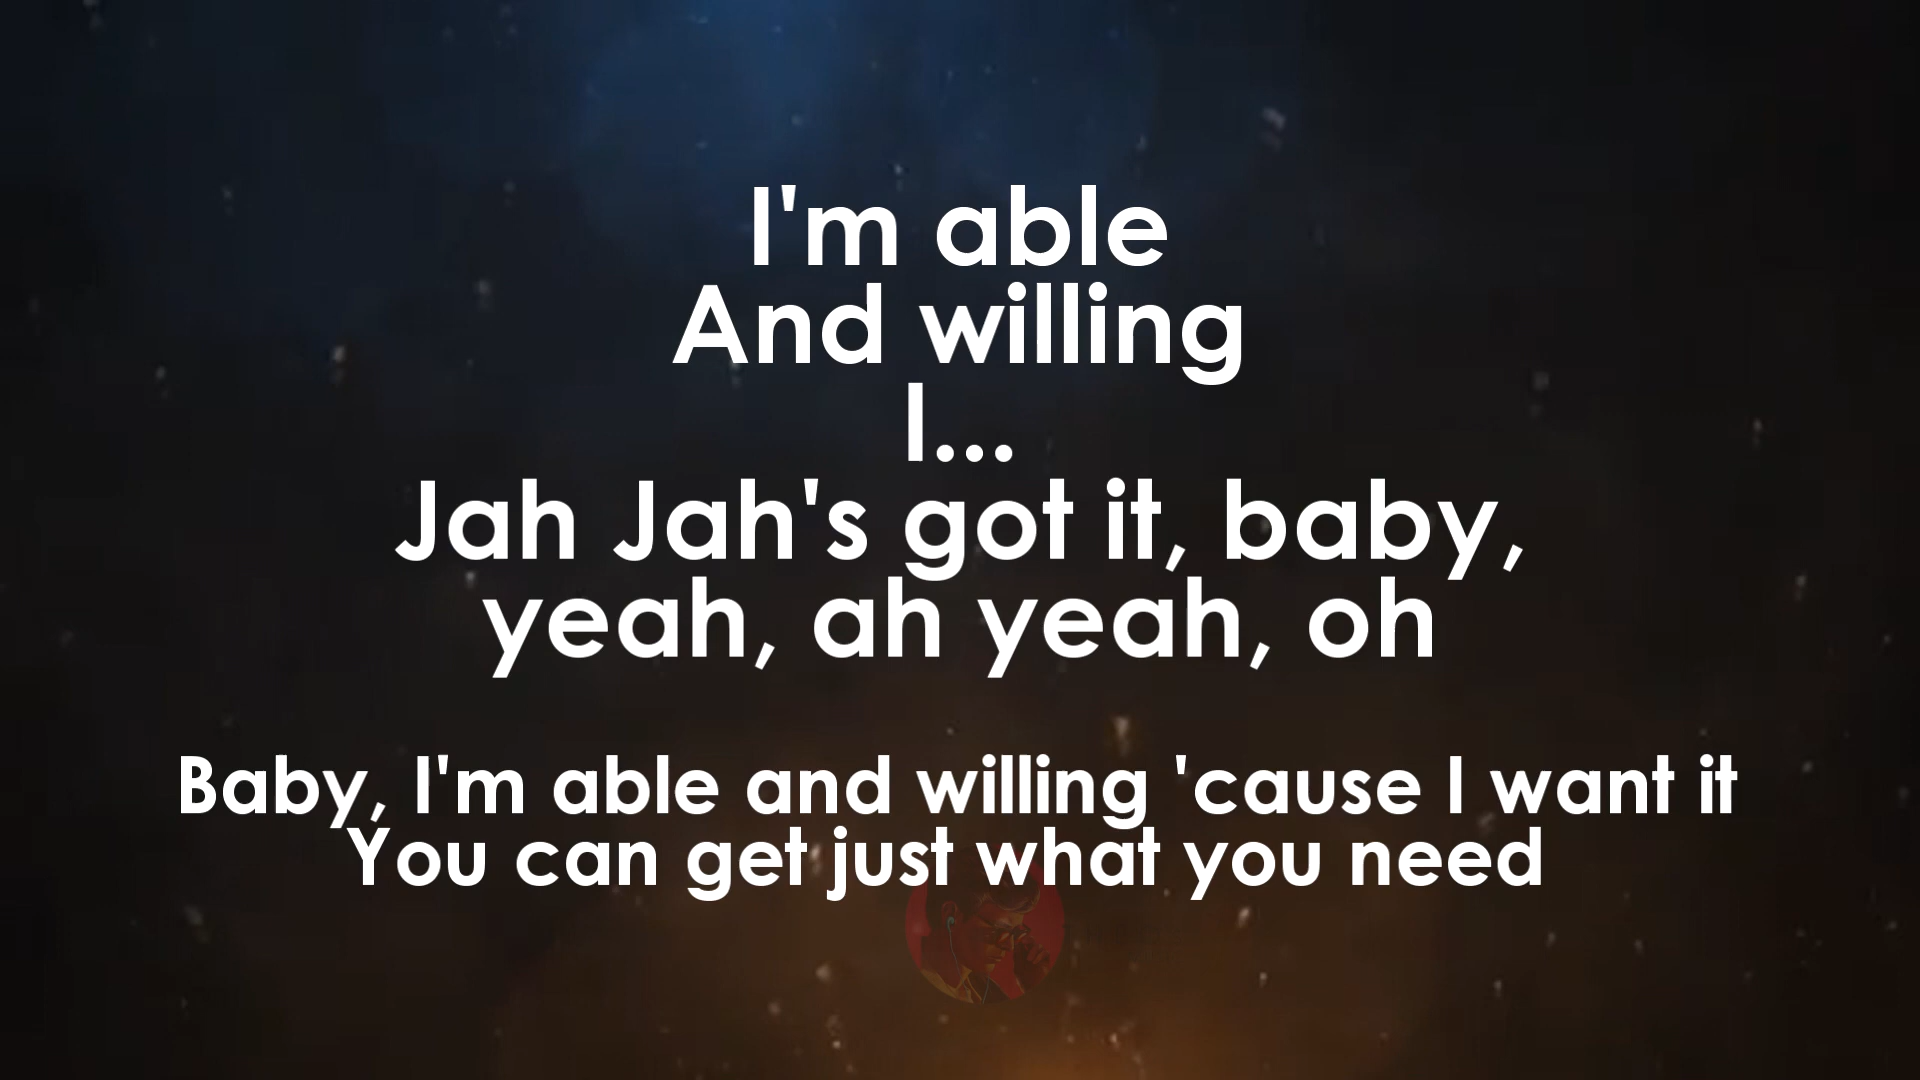 I'm able
And willing
I...
Jah Jah's got it, baby,
yeah, ah yeah, oh
Baby, I'm able and willing 'cause I want it
You can get just what you need